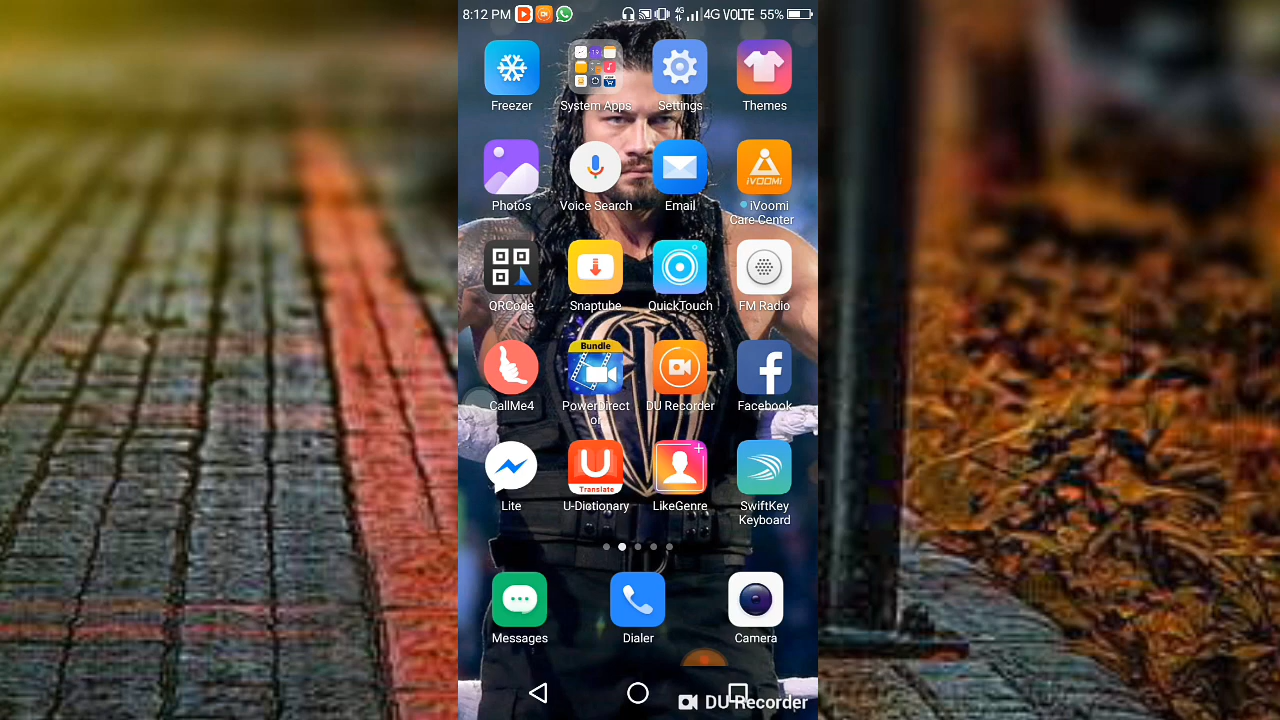 8:12 PM 4G 4G VOLTE 55%
Freezer System Apps Settings Themes
Photos Voice Search Email iVOOMi iVoomi
Care Center
QRCode Snaptube QuickTouch FM Radio
Bundle
CallMe4 PowerDirect DU Recorder Facebook
or
U
Translate
Lite U-Dictionary LikeGenre SwiftKey
Keyboard
Messages Dialer Camera
DU Recorder